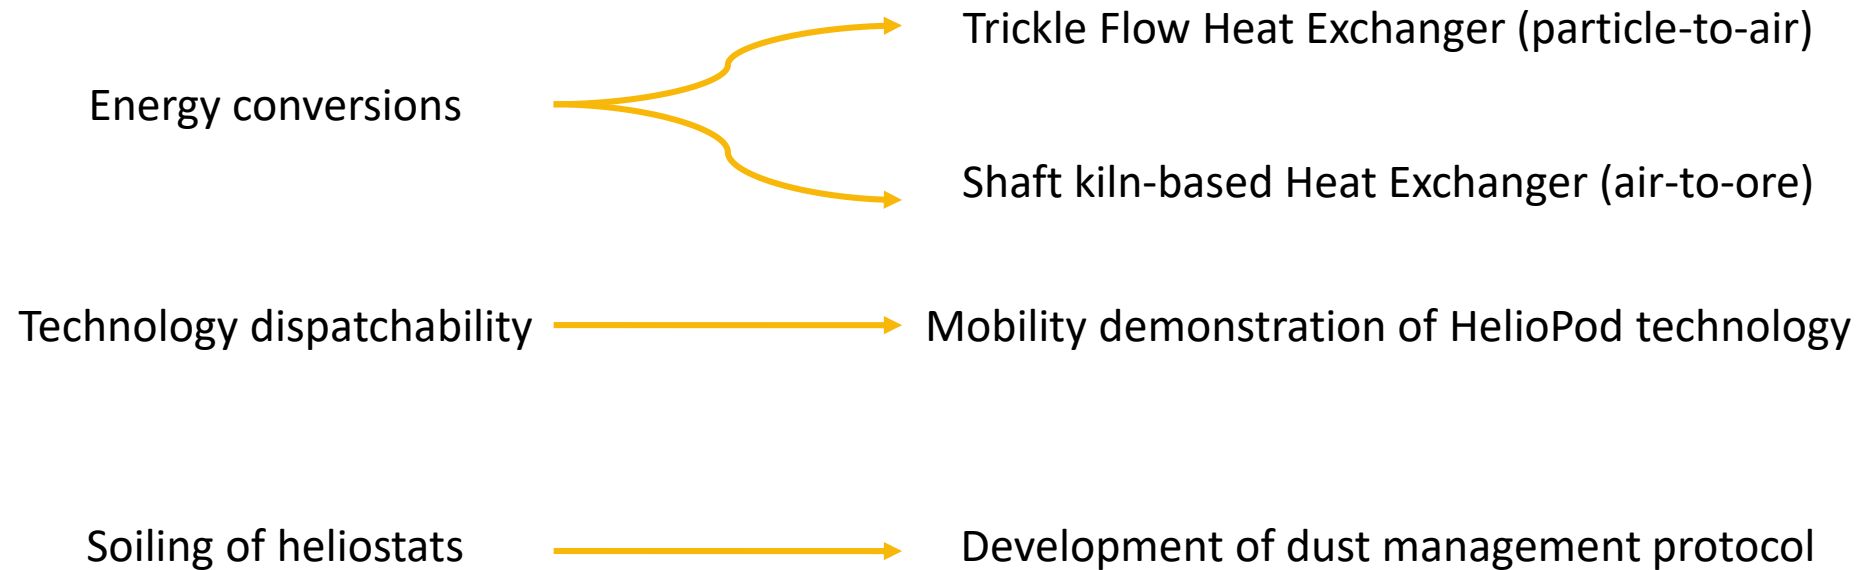 Energy conversions
Trickle Flow Heat Exchanger (particle-to-air)
Shaft kiln-based Heat Exchanger (air-to-ore)
Technology dispatchability
Mobility demonstration of HelioPod technology
Soiling of heliostats
Development of dust management protocol